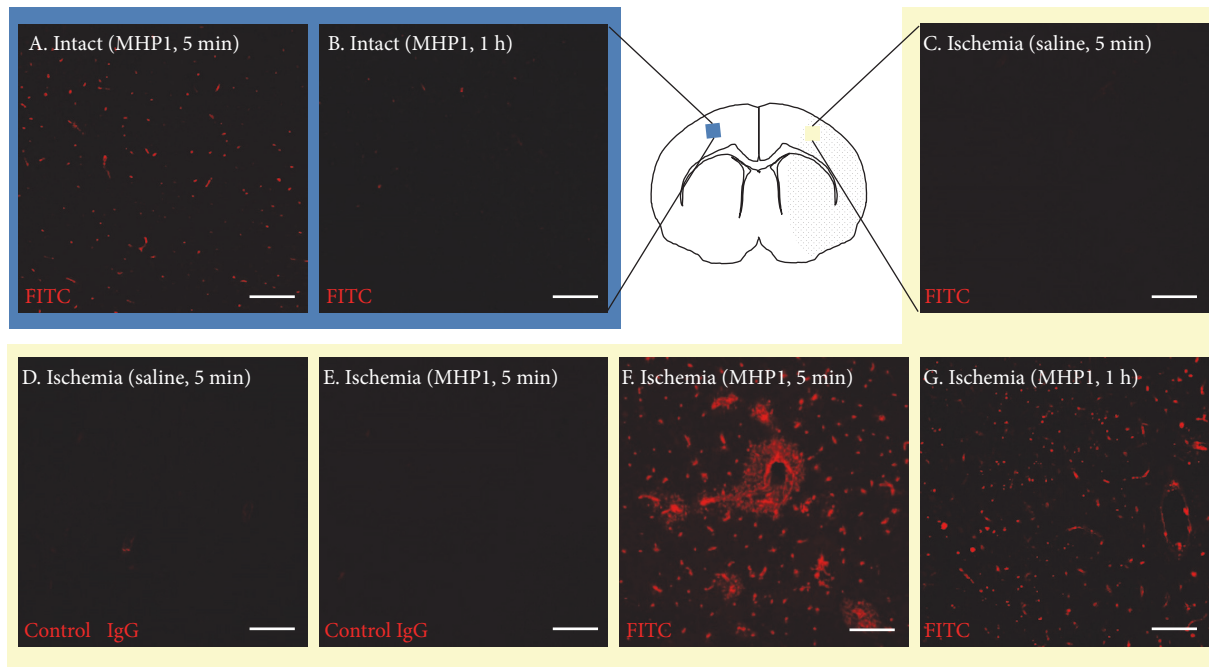 A. Intact (MHP1, 5 min)
FITC
B. Intact (MHP1, 1 h)
FITC
C. Ischemia (saline, 5 min)
FITC
D. Ischemia (saline, 5 min)
Control IgG
E. Ischemia (MHP1, 5 min)
Control IgG
F. Ischemia (MHP1, 5 min)
FITC
G. Ischemia (MHP1, 1 h)
FITC